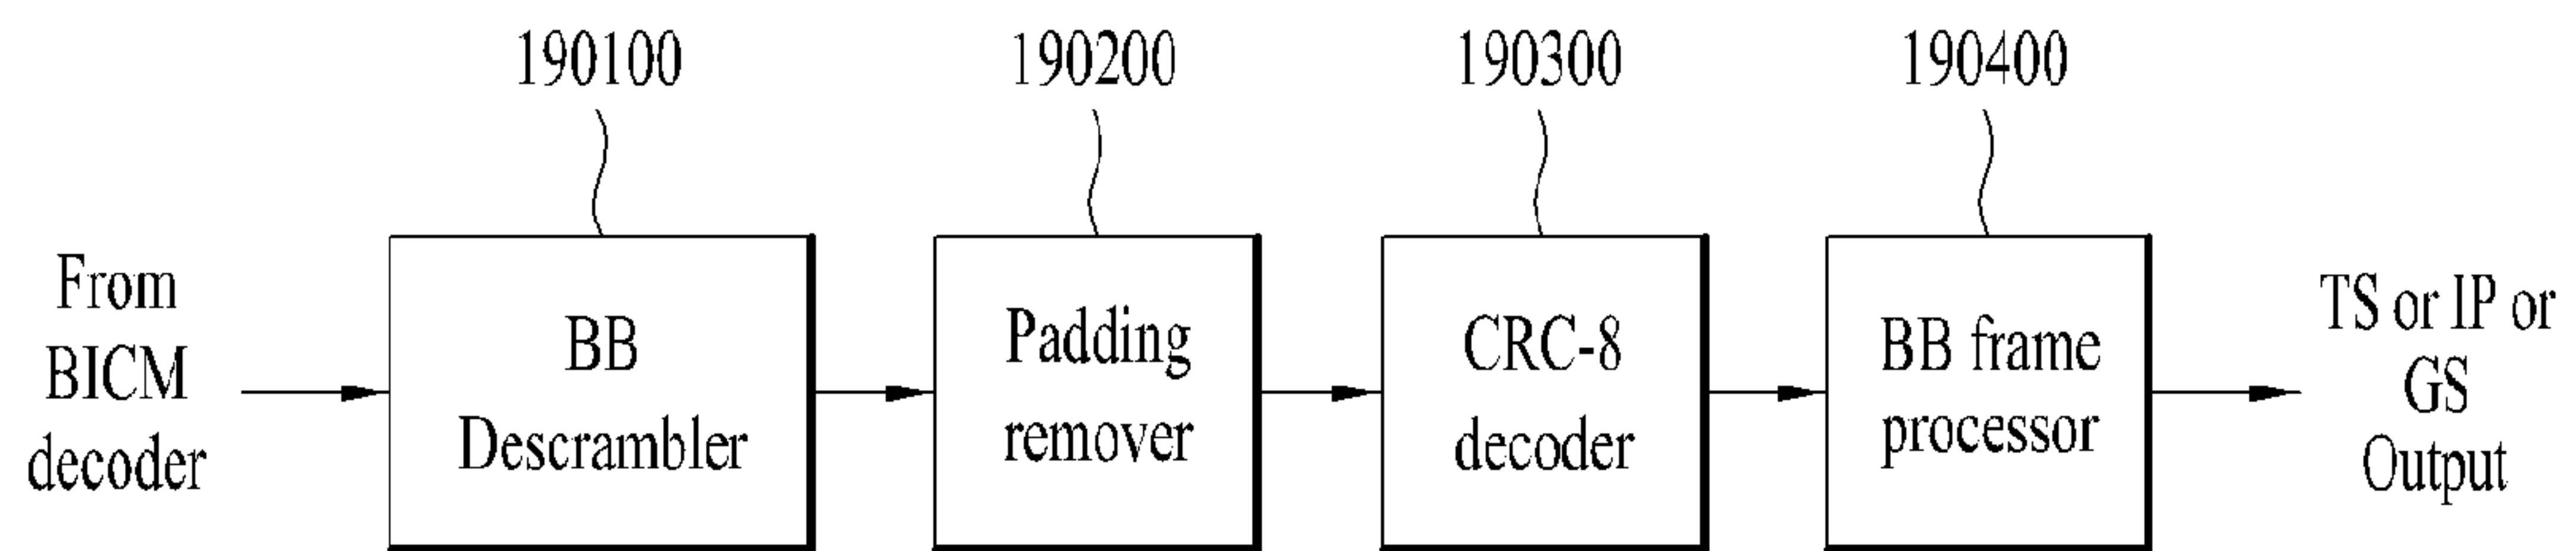 190100
190200
190300
190400
From
BICM
decoder
BB
Descrambler
Padding
remover
CRC-8
decoder
BB frame
processor
TS or IP or
GS
Output